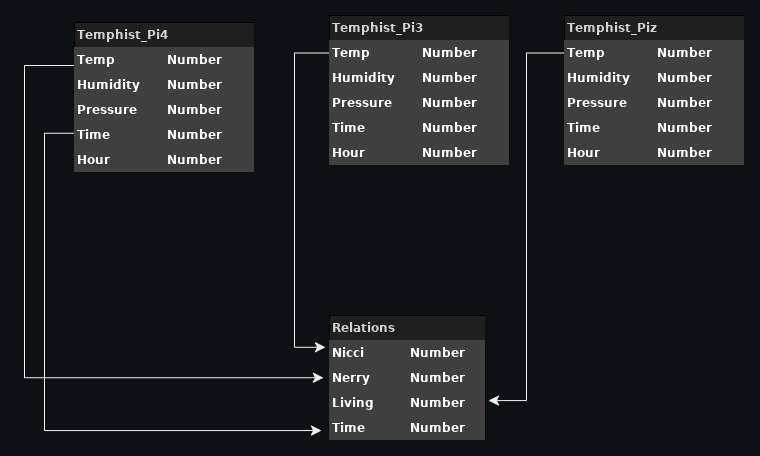 Temphist_Pi4
Temp Number
Humidity Number
Pressure Number
Time Number
Hour Number
Temphist_Pi3
Temp Number
Humidity Number
Pressure Number
Time Number
Hour Number
Temphist_Piz
Temp Number
Humidity Number
Pressure Number
Time Number
Hour Number
Relations
Nicci Number
Nerry Number
Living Number
Time Number